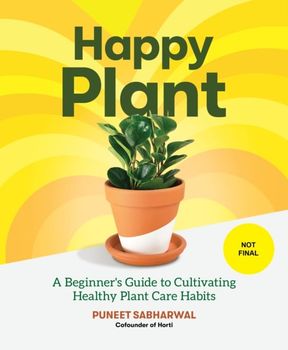 Happy
Plant
NOT
FINAL
A Beginner's Guide to Cultivating
Healthy Plant Care Habits
PUNEET SABHARWAL
Cofounder of Horti